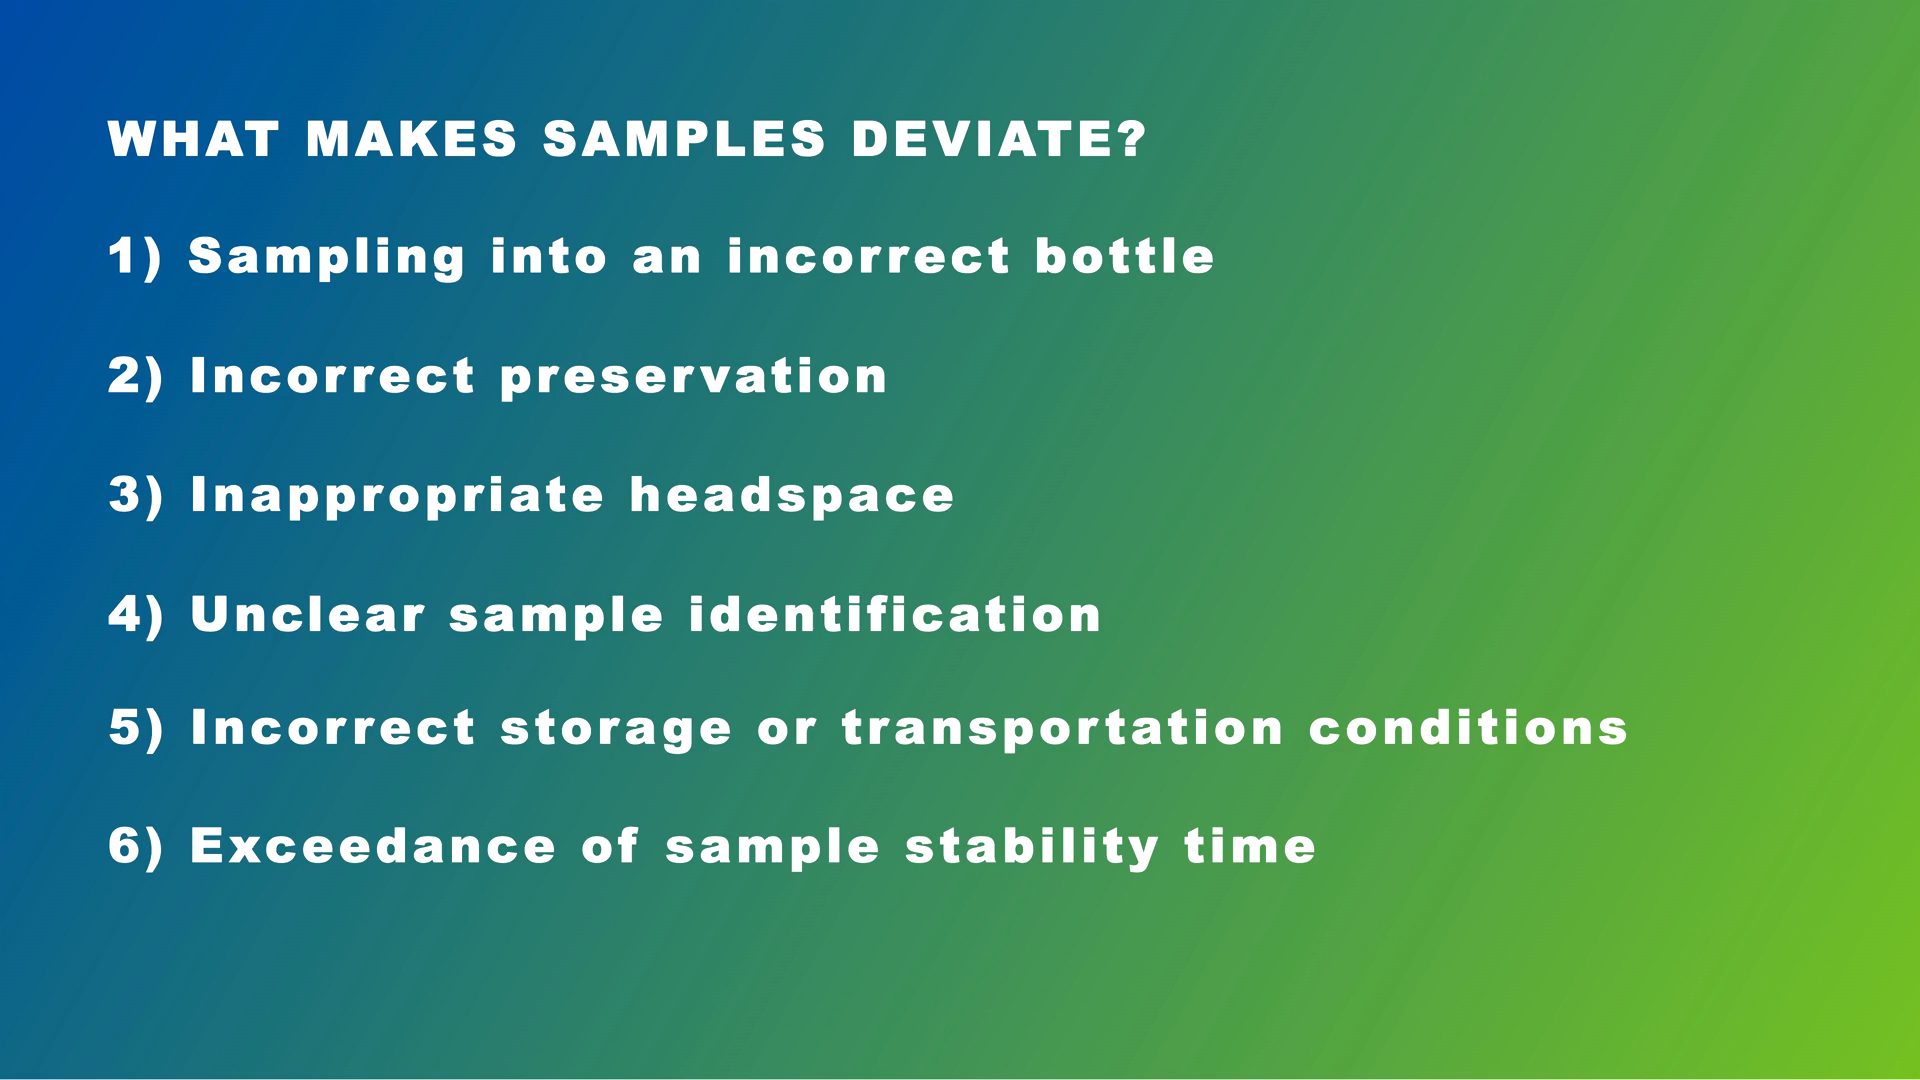 WHAT MAKES SAMPLES DEVIATE?
1) Sampling into an incorrect bottle
2) Incorrect preservation
3) Inappropriate headspace
4) Unclear sample identification
5) Incorrect storage or transportation conditions
6) Exceedance of sample stability time